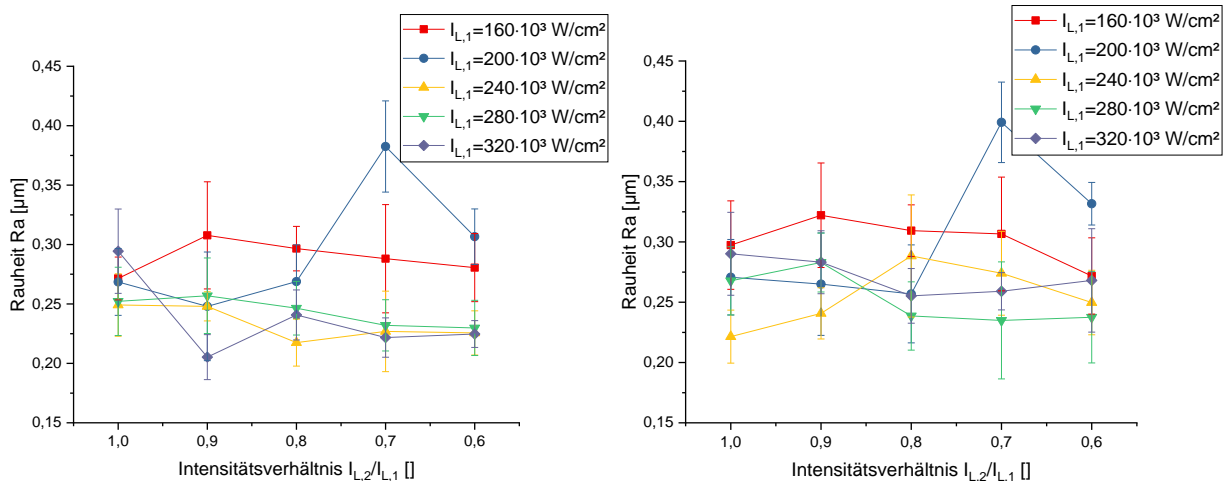 I_L,1=160·10³ W/cm²
I_L,1=200·10³ W/cm²
I_L,1=240·10³ W/cm²
I_L,1=280·10³ W/cm²
I_L,1=320·10³ W/cm²
0,45
0,40
0,35
0,30
0,25
0,20
0,15
Rauheit Ra [µm]
1,0 0,9 0,8 0,7 0,6
Intensitätsverhältnis I_L,2/I_L,1 []
I_L,1=160·10³ W/cm²
I_L,1=200·10³ W/cm²
I_L,1=240·10³ W/cm²
I_L,1=280·10³ W/cm²
I_L,1=320·10³ W/cm²
0,45
0,40
0,35
0,30
0,25
0,20
0,15
Rauheit Ra [µm]
1,0 0,9 0,8 0,7 0,6
Intensitätsverhältnis I_L,2/I_L,1 []